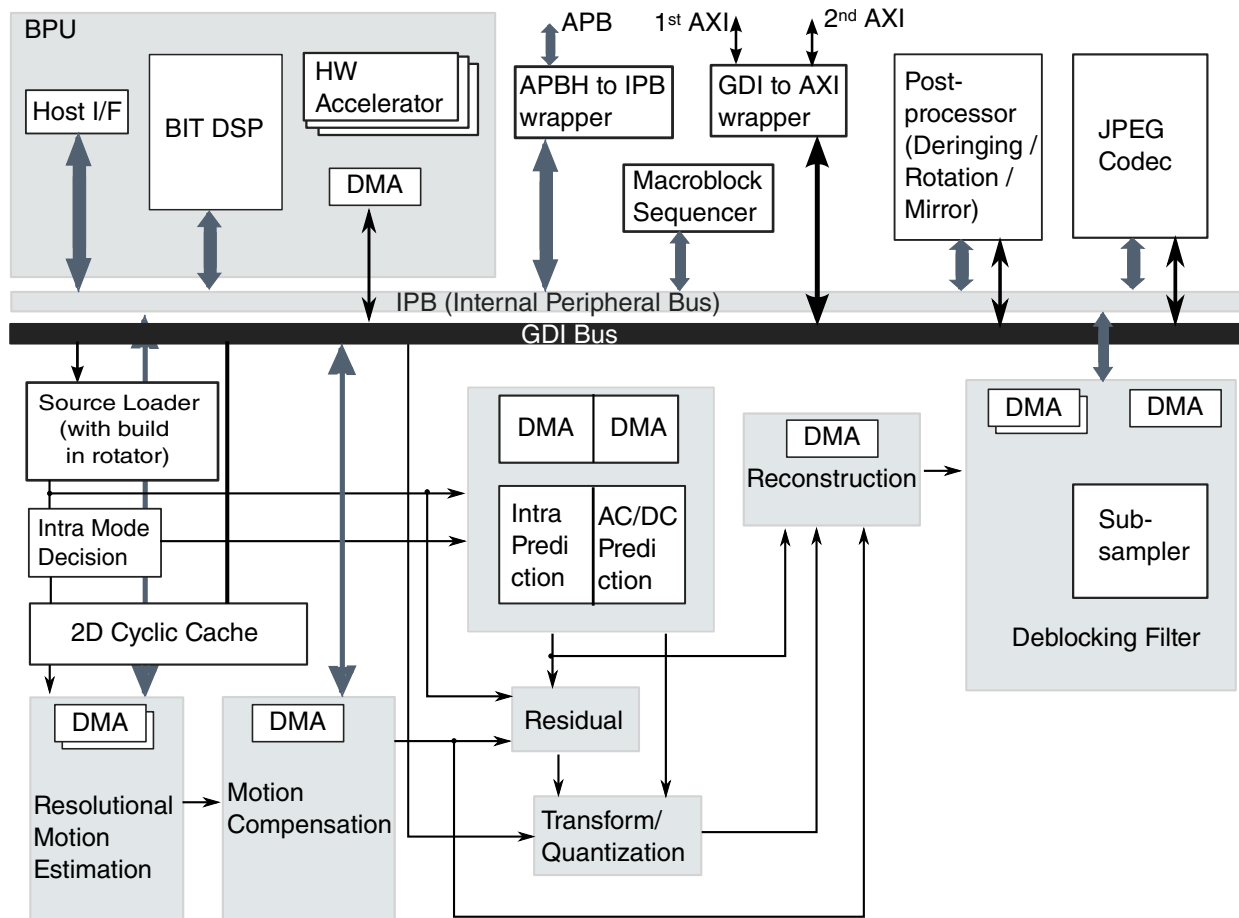 BPU
Host I/F
BIT DSP
HW
Accelerator
DMA
APB
APBH to IPB
wrapper
1st AXI
2nd AXI
GDI to AXI
wrapper
Macroblock
Sequencer
Post-
processor
(Deringing /
Rotation /
Mirror)
JPEG
Codec
IPB (Internal Peripheral Bus)
GDI Bus
Source Loader
(with build
in rotator)
Intra Mode
Decision
2D Cyclic Cache
DMA
Resolutional
Motion
Estimation
DMA
Motion
Compensation
DMA
DMA
Intra
Predi
ction
AC/DC
Predi
ction
Residual
Transform/
Quantization
DMA
Reconstruction
DMA
DMA
Sub-
sampler
Deblocking Filter